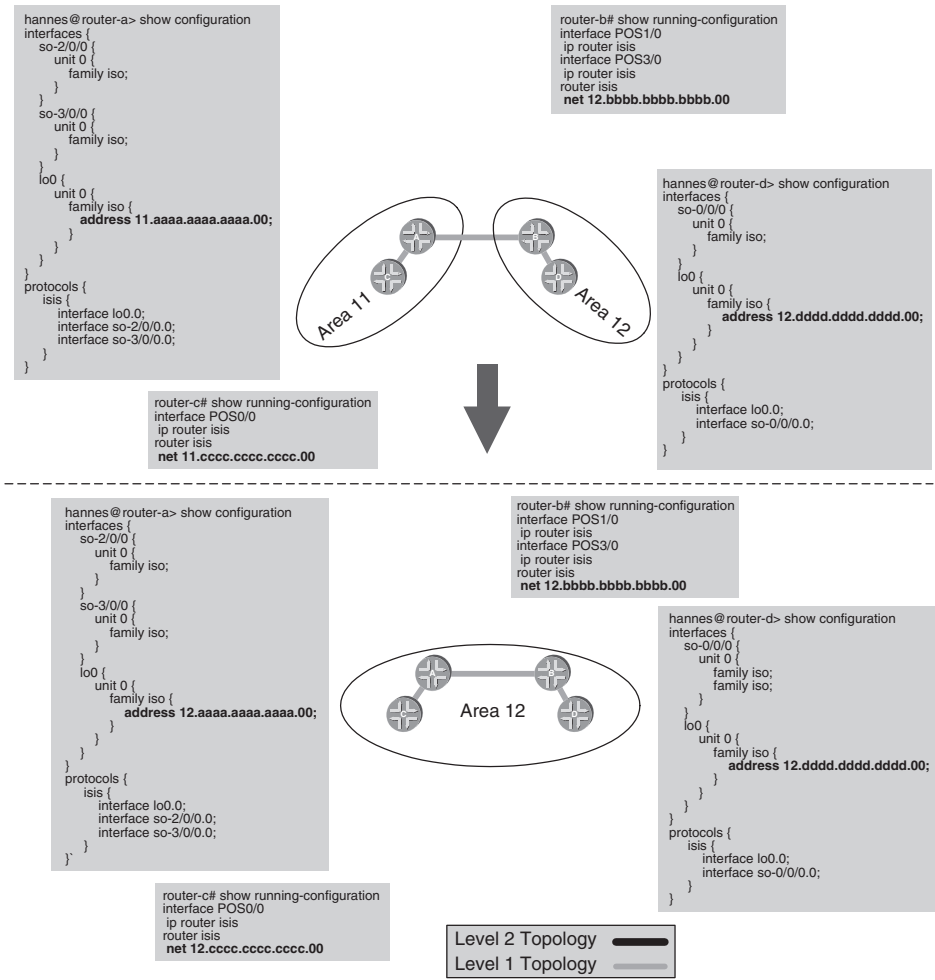 hannes@router-a> show configuration
interfaces {
so-2/0/0 {
unit 0 {
family iso;
}
}
so-3/0/0 {
unit 0 {
family iso;
}
}
lo0 {
unit 0 {
family iso {
address 11.aaaa.aaaa.aaaa.00;
}
}
}
}
protocols {
isis {
interface lo0.0;
interface so-2/0/0.0;
interface so-3/0/0.0;
}
}
router-b# show running-configuration
interface POS1/0
ip router isis
interface POS3/0
ip router isis
router isis
net 12.bbbb.bbbb.bbbb.00
A
C
Area 11
B
D
Area 12
hannes@router-d> show configuration
interfaces {
so-0/0/0 {
unit 0 {
family iso;
}
}
lo0 {
unit 0 {
family iso {
address 12.dddd.dddd.dddd.00;
}
}
}
}
protocols {
isis {
interface lo0.0;
interface so-0/0/0.0;
}
}
router-c# show running-configuration
interface POS0/0
ip router isis
router isis
net 11.cccc.cccc.cccc.00
hannes@router-a> show configuration
interfaces {
so-2/0/0 {
unit 0 {
family iso;
}
}
so-3/0/0 {
unit 0 {
family iso;
}
}
lo0 {
unit 0 {
family iso {
address 12.aaaa.aaaa.aaaa.00;
}
}
}
}
protocols {
isis {
interface lo0.0;
interface so-2/0/0.0;
interface so-3/0/0.0;
}
}`
router-b# show running-configuration
interface POS1/0
ip router isis
interface POS3/0
ip router isis
router isis
net 12.bbbb.bbbb.bbbb.00
A
B
C
Area 12
D
hannes@router-d> show configuration
interfaces {
so-0/0/0 {
unit 0 {
family iso;
family iso;
}
}
lo0 {
unit 0 {
family iso {
address 12.dddd.dddd.dddd.00;
}
}
}
}
protocols {
isis {
interface lo0.0;
interface so-0/0/0.0;
}
}
router-c# show running-configuration
interface POS0/0
ip router isis
router isis
net 12.cccc.cccc.cccc.00
Level 2 Topology
Level 1 Topology